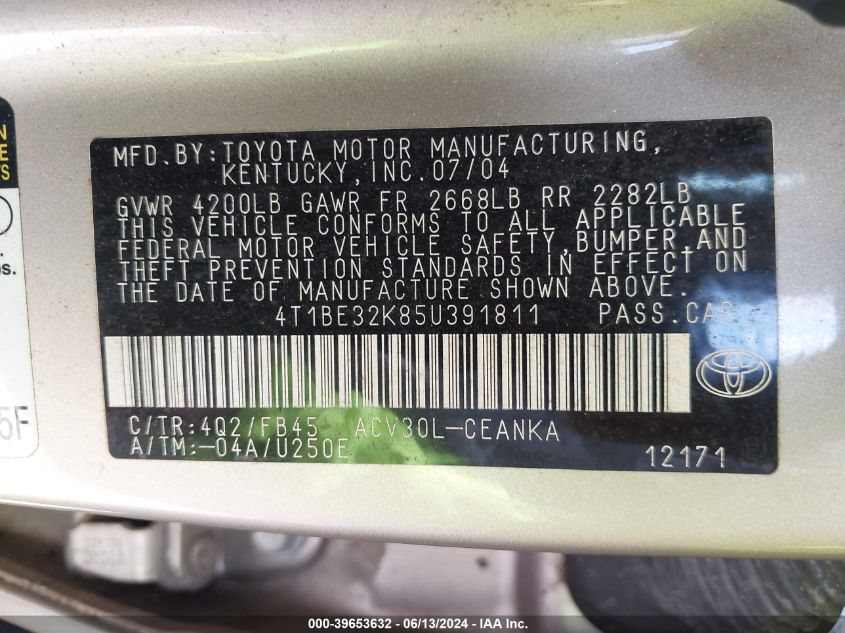 MFD.BY:TOYOTA MOTOR MANUFACTURING,
KENTUCKY,INC.07/04
GVWR 4200LB GAWR FR 2668LB RR 2282LB
THIS VEHICLE CONFORMS TO ALL APPLICABLE
FEDERAL MOTOR VEHICLE SAFETY,BUMPER,AND
THEFT PREVENTION STANDARDS IN EFFECT ON
THE DATE OF MANUFACTURE SHOWN ABOVE.
4T1BE32K85U391811 PASS.CAR
C/TR:4Q2/FB45 ACV30L-CEANKA
A/TM:-04A/U250E 12171
000-39653632 - 06/13/2024 - © IAA Inc.